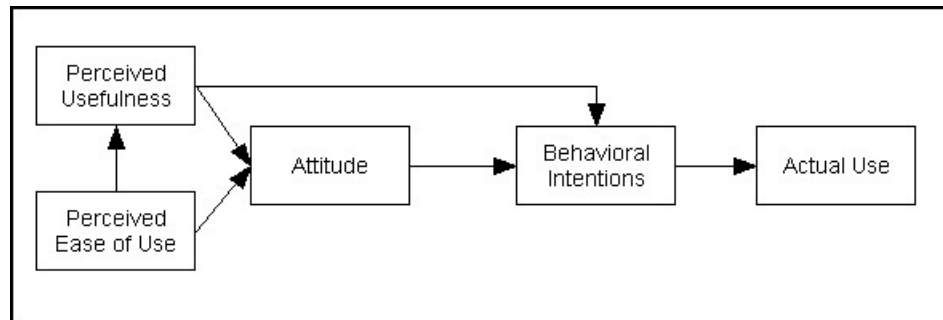 Perceived
Usefulness
Attitude
Behavioral
Intentions
Actual Use
Perceived
Ease of Use